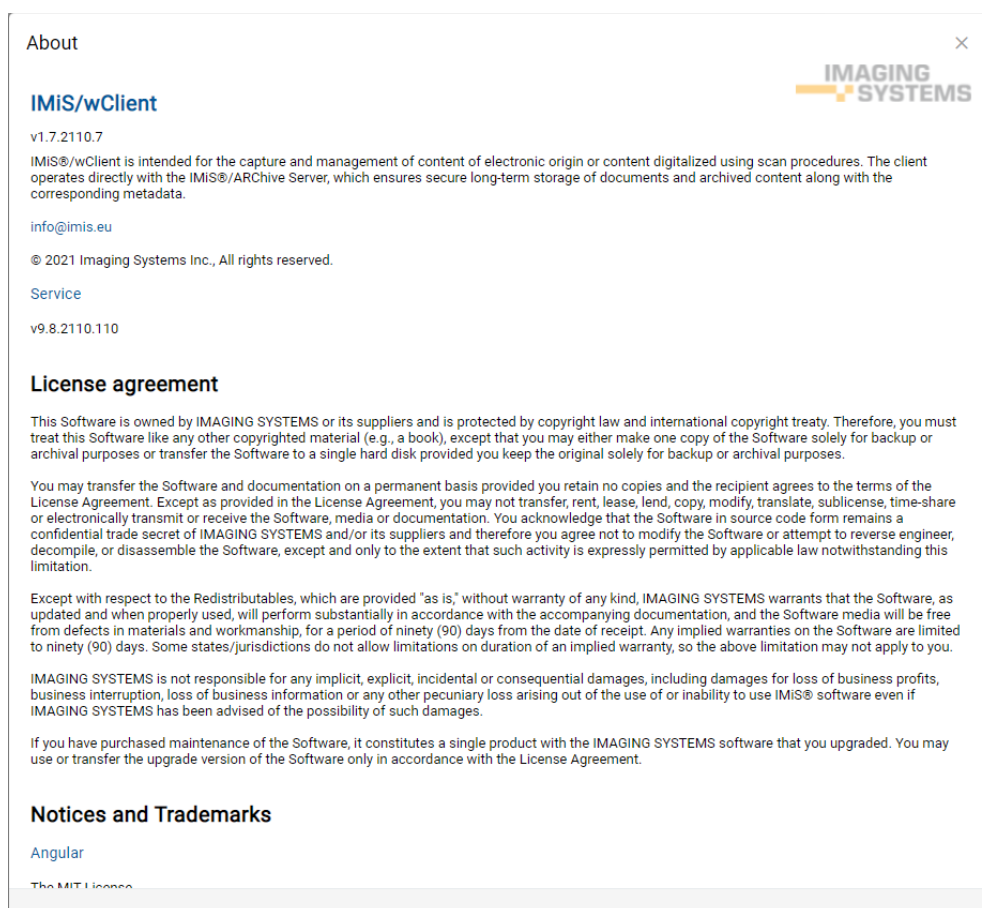 About
IMAGING
SYSTEMS
IMiS/wClient
v1.7.2110.7
IMiS®/wClient is intended for the capture and management of content of electronic origin or content digitalized using scan procedures. The client
operates directly with the IMiS®/ARChive Server, which ensures secure long-term storage of documents and archived content along with the
corresponding metadata.
info@imis.eu
© 2021 Imaging Systems Inc., All rights reserved.
Service
v9.8.2110.110
License agreement
This Software is owned by IMAGING SYSTEMS or its suppliers and is protected by copyright law and international copyright treaty. Therefore, you must
treat this Software like any other copyrighted material (e.g., a book), except that you may either make one copy of the Software solely for backup or
archival purposes or transfer the Software to a single hard disk provided you keep the original solely for backup or archival purposes.
You may transfer the Software and documentation on a permanent basis provided you retain no copies and the recipient agrees to the terms of the
License Agreement. Except as provided in the License Agreement, you may not transfer, rent, lease, lend, copy, modify, translate, sublicense, time-share
or electronically transmit or receive the Software, media or documentation. You acknowledge that the Software in source code form remains a
confidential trade secret of IMAGING SYSTEMS and/or its suppliers and therefore you agree not to modify the Software or attempt to reverse engineer,
decompile, or disassemble the Software, except and only to the extent that such activity is expressly permitted by applicable law notwithstanding this
limitation.
Except with respect to the Redistributables, which are provided "as is," without warranty of any kind, IMAGING SYSTEMS warrants that the Software, as
updated and when properly used, will perform substantially in accordance with the accompanying documentation, and the Software media will be free
from defects in materials and workmanship, for a period of ninety (90) days from the date of receipt. Any implied warranties on the Software are limited
to ninety (90) days. Some states/jurisdictions do not allow limitations on duration of an implied warranty, so the above limitation may not apply to you.
IMAGING SYSTEMS is not responsible for any implicit, explicit, incidental or consequential damages, including damages for loss of business profits,
business interruption, loss of business information or any other pecuniary loss arising out of the use of or inability to use IMiS® software even if
IMAGING SYSTEMS has been advised of the possibility of such damages.
If you have purchased maintenance of the Software, it constitutes a single product with the IMAGING SYSTEMS software that you upgraded. You may
use or transfer the upgrade version of the Software only in accordance with the License Agreement.
Notices and Trademarks
Angular
The MIT License